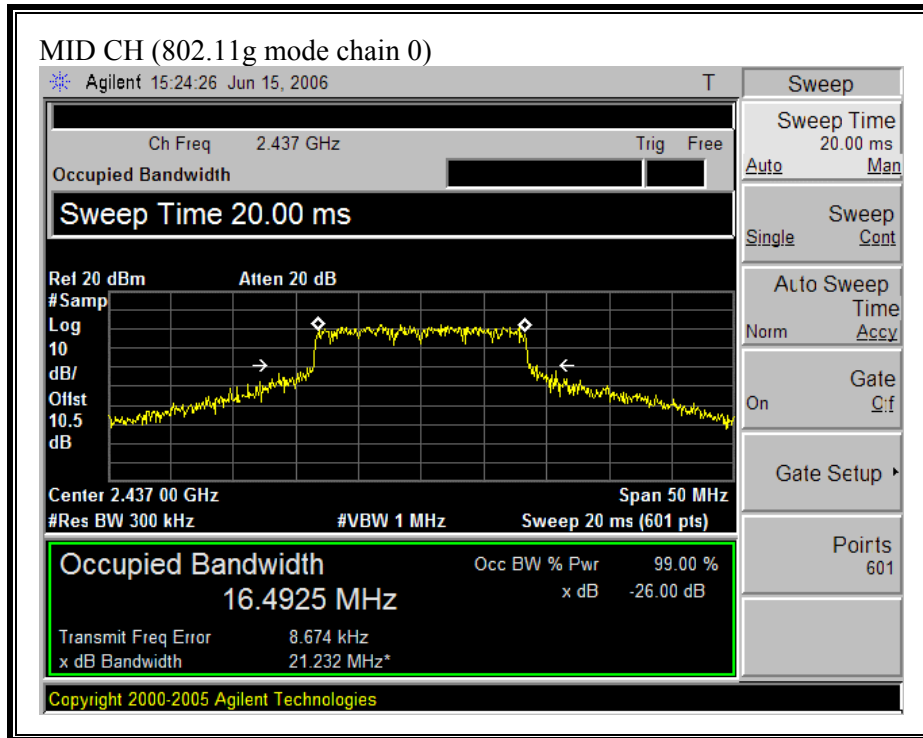 MID CH (802.11g mode chain 0)
Agilent 15:24:26 Jun 15, 2006 T
Ch Freq 2.437 GHz Trig Free
Occupied Bandwidth
Sweep Time 20.00 ms
Ref 20 dBm Atten 20 dB
#Samp
Log
10
dB/
Offst
10.5
dB
Center 2.437 00 GHz Span 50 MHz
#Res BW 300 kHz #VBW 1 MHz Sweep 20 ms (601 pts)
Occupied Bandwidth
16.4925 MHz
Occ BW % Pwr 99.00 %
x dB -26.00 dB
Transmit Freq Error 8.674 kHz
x dB Bandwidth 21.232 MHz*
Copyright 2000-2005 Agilent Technologies
Sweep
Sweep Time
20.00 ms
Auto Man
Sweep
Single Cont
Auto Sweep
Time
Norm Accy
Gate
On Off
Gate Setup
Points
601